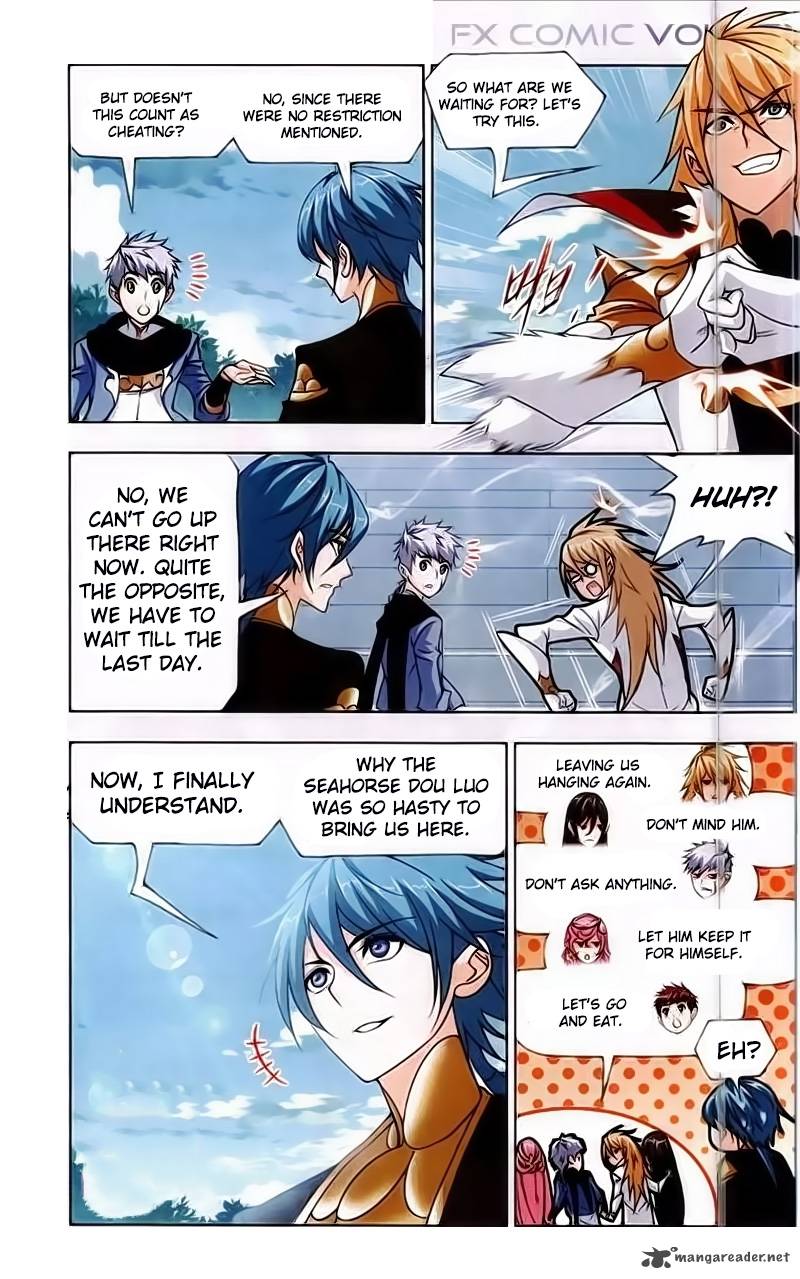 FX COMIC VO
BUT DOESN'T
THIS COUNT AS
CHEATING?
NO, SINCE THERE
WERE NO RESTRICTION
MENTIONED.
SO WHAT ARE WE
WAITING FOR? LET'S
TRY THIS.
NO, WE
CAN'T GO UP
THERE RIGHT
NOW. QUITE
THE OPPOSITE,
WE HAVE TO
WAIT TILL THE
LAST DAY.
HUH?!
NOW, I FINALLY
UNDERSTAND.
WHY THE
SEAHORSE DOU LUO
WAS SO HASTY TO
BRING US HERE.
LEAVING US
HANGING AGAIN.
DON'T MIND HIM.
DON'T ASK ANYTHING.
LET HIM KEEP IT
FOR HIMSELF.
LET'S GO
AND EAT.
EH?
mangareader.net